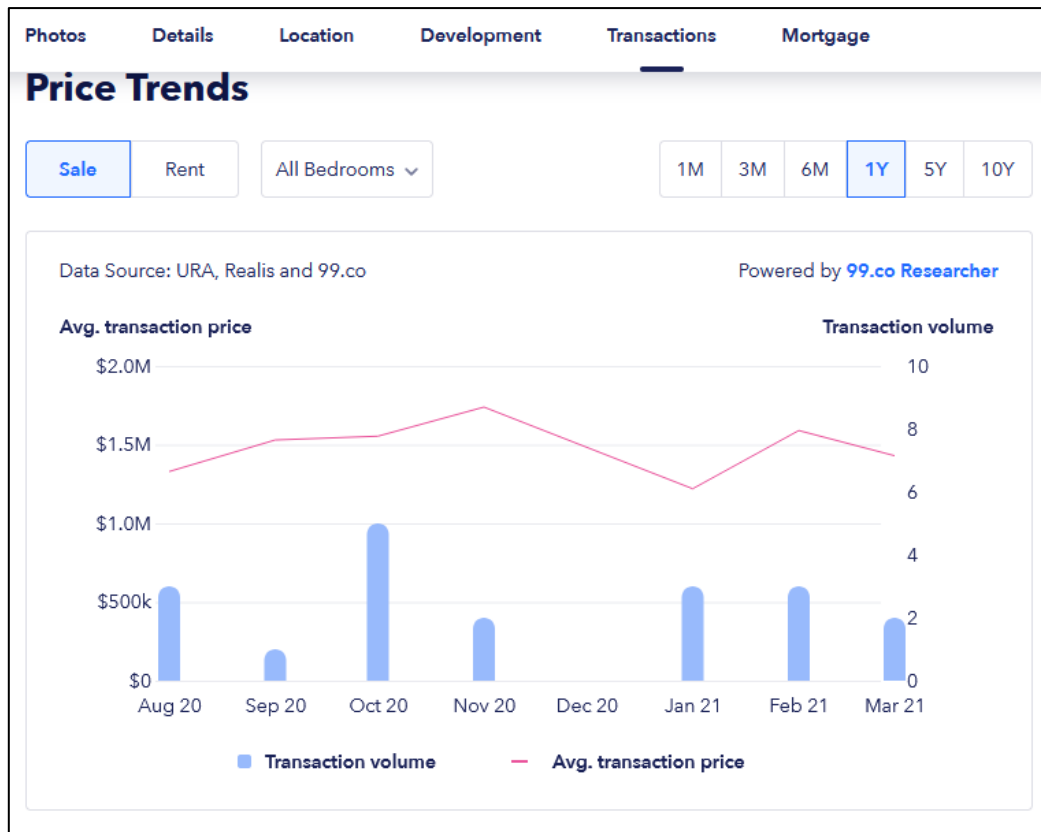 Photos Details Location Development Transactions Mortgage
Price Trends
Sale Rent All Bedrooms 1M 3M 6M 1Y 5Y 10Y
Data Source: URA, Realis and 99.co Powered by 99.co Researcher
Avg. transaction price Transaction volume
$2.0M 10
$1.5M 8
6
$1.0M
4
$500k
2
$0 0
Aug 20 Sep 20 Oct 20 Nov 20 Dec 20 Jan 21 Feb 21 Mar 21
Transaction volume Avg. transaction price